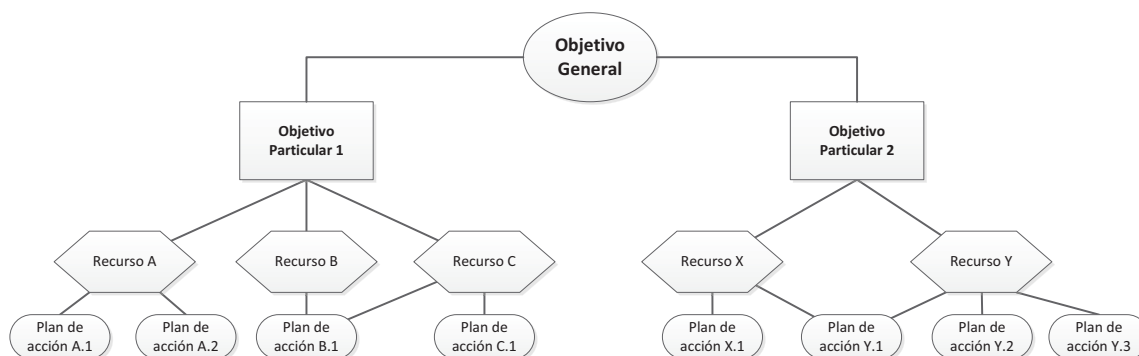 Objetivo
General
Objetivo
Particular 1
Objetivo
Particular 2
Recurso A
Recurso B
Recurso C
Recurso X
Recurso Y
Plan de
acción A.1
Plan de
acción A.2
Plan de
acción B.1
Plan de
acción C.1
Plan de
acción X.1
Plan de
acción Y.1
Plan de
acción Y.2
Plan de
acción Y.3